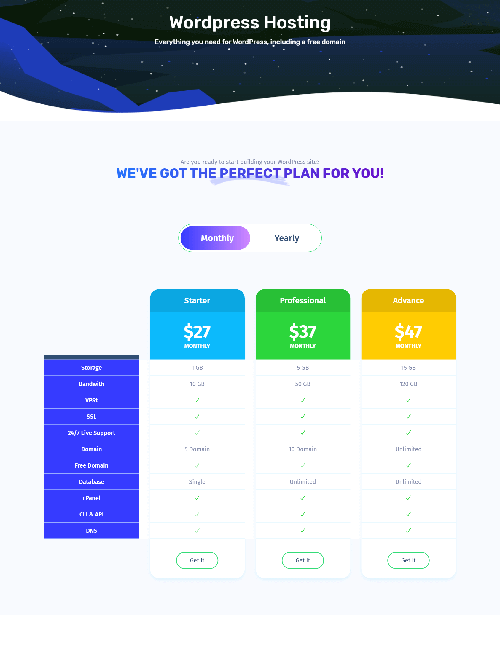 Wordpress Hosting
Everything you need for WordPress, including a free domain
Are you ready to start building your WordPress site?
WE'VE GOT THE PERFECT PLAN FOR YOU!
Monthly Yearly
Starter Professional Advance
$27 $37 $47
MONTHLY MONTHLY MONTHLY
Storage 1 GB 5 GB 15 GB
Bandwith 10 GB 50 GB 120 GB
✓ ✓ ✓
SSL ✓ ✓ ✓
24/7 Live Support ✓ ✓ ✓
Domain Domain 10 Domain Unlimited
Free Domain ✓ ✓ ✓
Database Single Unlimited Unlimited
cPanel ✓ ✓ ✓
CLI & API ✓ ✓ ✓
DNS ✓ ✓ ✓
Get It Get It Get It